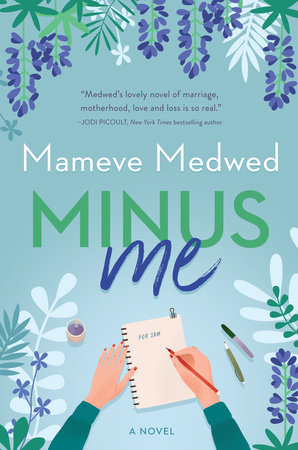 “Medwed’s lovely novel of marriage,
motherhood, love and loss is so real.”
—JODI PICOULT, New York Times bestselling author
Mameve Medwed
MINUS
me
FOR SAM
A NOVEL